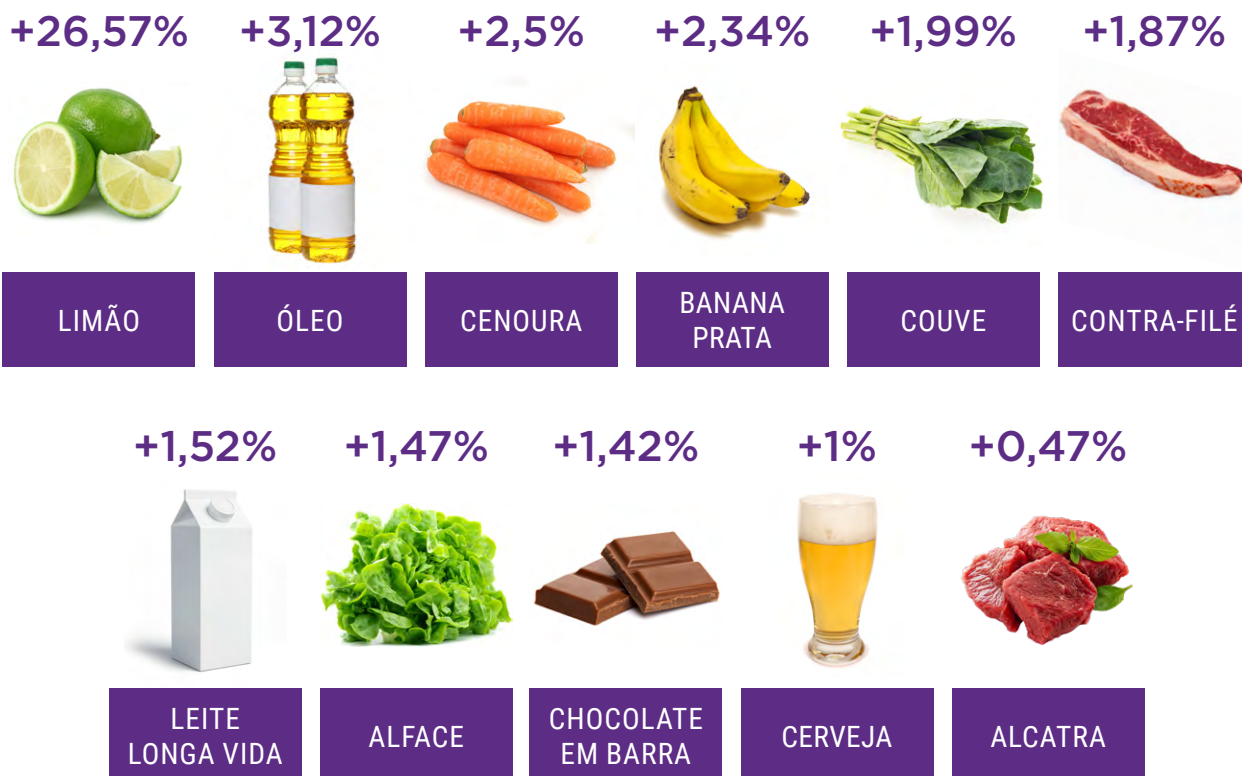 +26,57% +3,12% +2,5% +2,34% +1,99% +1,87%
LIMÃO ÓLEO CENOURA BANANA PRATA COUVE CONTRA-FILÉ
+1,52% +1,47% +1,42% +1% +0,47%
LEITE LONGA VIDA ALFACE CHOCOLATE EM BARRA CERVEJA ALCATRA